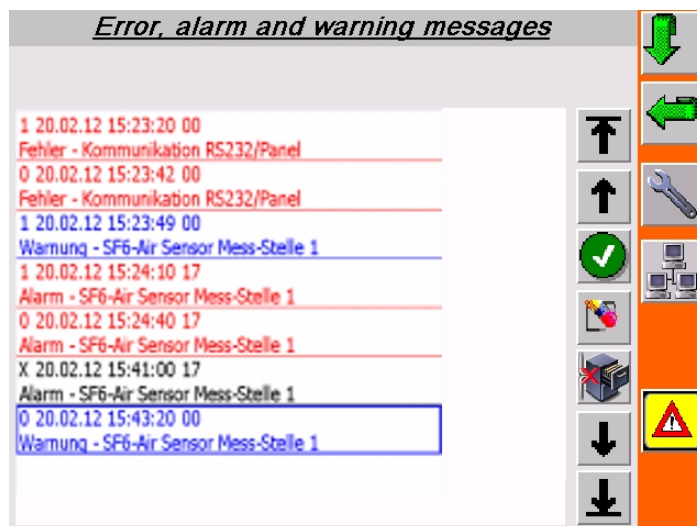 Error, alarm and warning messages
1 20.02.12 15:23:20 00
Fehler - Kommunikation RS232/Panel
0 20.02.12 15:23:42 00
Fehler - Kommunikation RS232/Panel
1 20.02.12 15:23:49 00
Warnung - SF6-Air Sensor Mess-Stelle 1
1 20.02.12 15:24:10 17
Alarm - SF6-Air Sensor Mess-Stelle 1
0 20.02.12 15:24:40 17
Alarm - SF6-Air Sensor Mess-Stelle 1
X 20.02.12 15:41:00 17
Alarm - SF6-Air Sensor Mess-Stelle 1
0 20.02.12 15:43:20 00
Warnung - SF6-Air Sensor Mess-Stelle 1